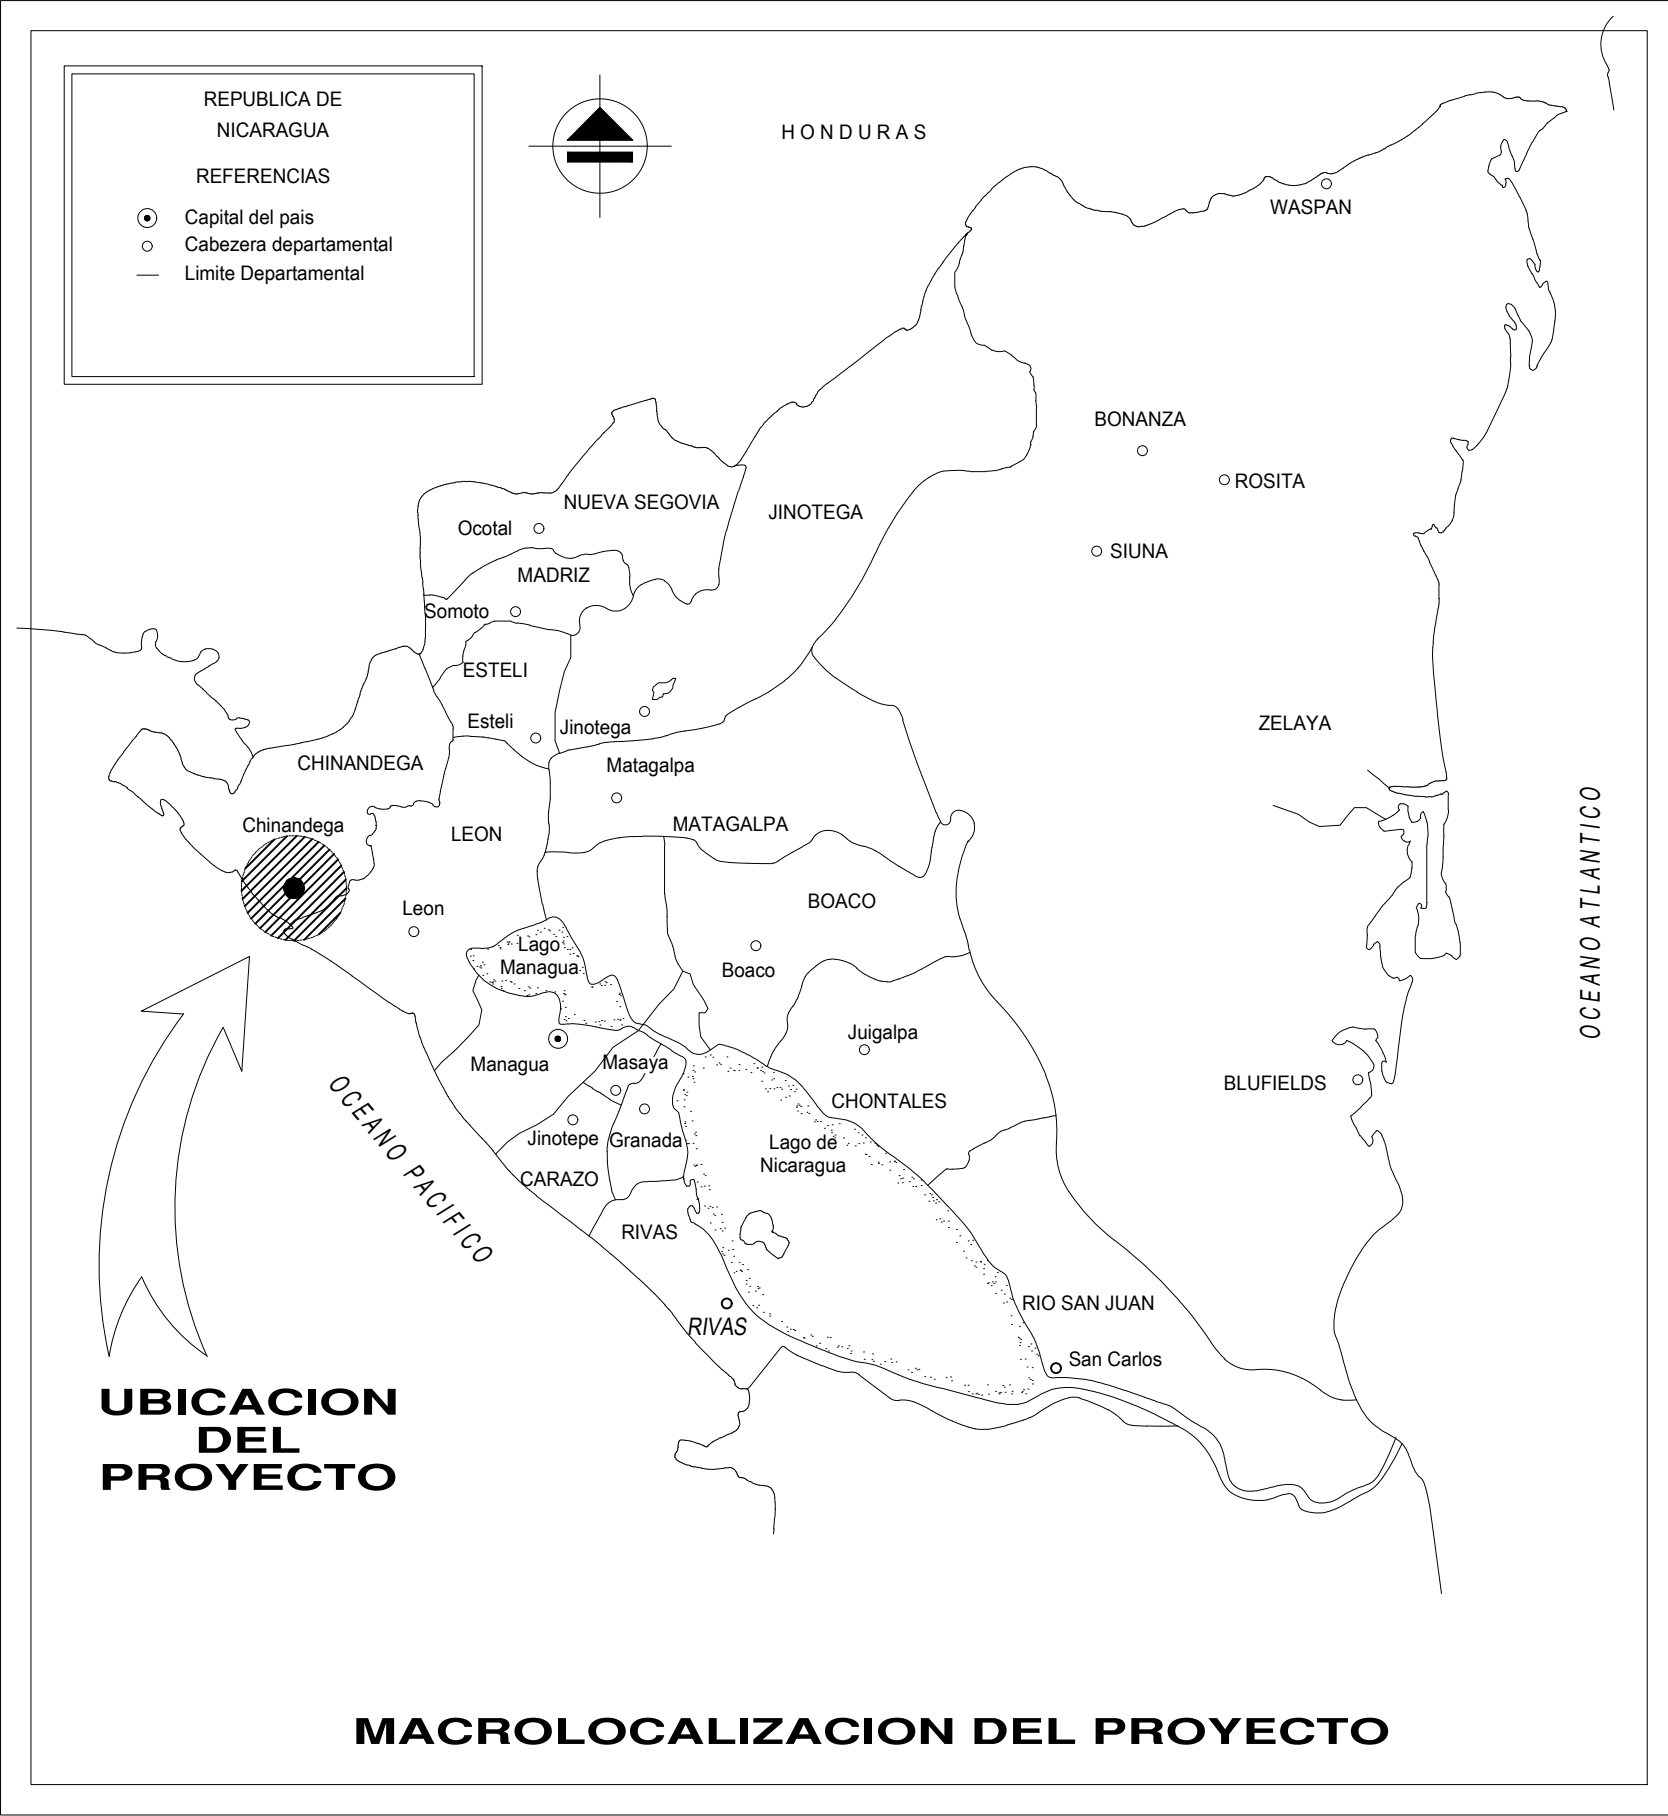 REPUBLICA DE
NICARAGUA
REFERENCIAS
Capital del pais
Cabezera departamental
Limite Departamental
HONDURAS
WASPAN
BONANZA
ROSITA
SIUNA
NUEVA SEGOVIA
JINOTEGA
Ocotal
MADRIZ
Somoto
ESTELI
Esteli
Jinotega
ZELAYA
CHINANDEGA
Matagalpa
Chinandega
LEON
MATAGALPA
OCEANO ATLANTICO
BOACO
Leon
Lago
Managua
Boaco
Juigalpa
Managua
Masaya
BLUFIELDS
CHONTALES
OCEANO PACIFICO
Jinotepe
Granada
Lago de
Nicaragua
CARAZO
RIVAS
RIO SAN JUAN
RIVAS
San Carlos
UBICACION
DEL
PROYECTO
MACROLOCALIZACION DEL PROYECTO